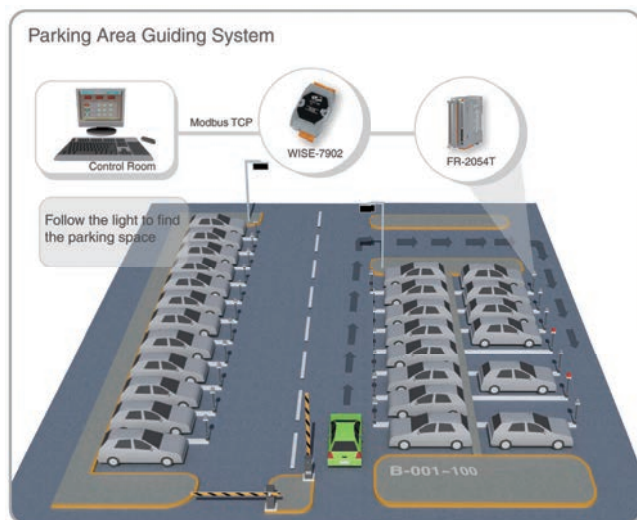 Parking Area Guiding System
Control Room
Modbus TCP
WISE-7902
FR-2054T
Follow the light to find
the parking space
B-001~100